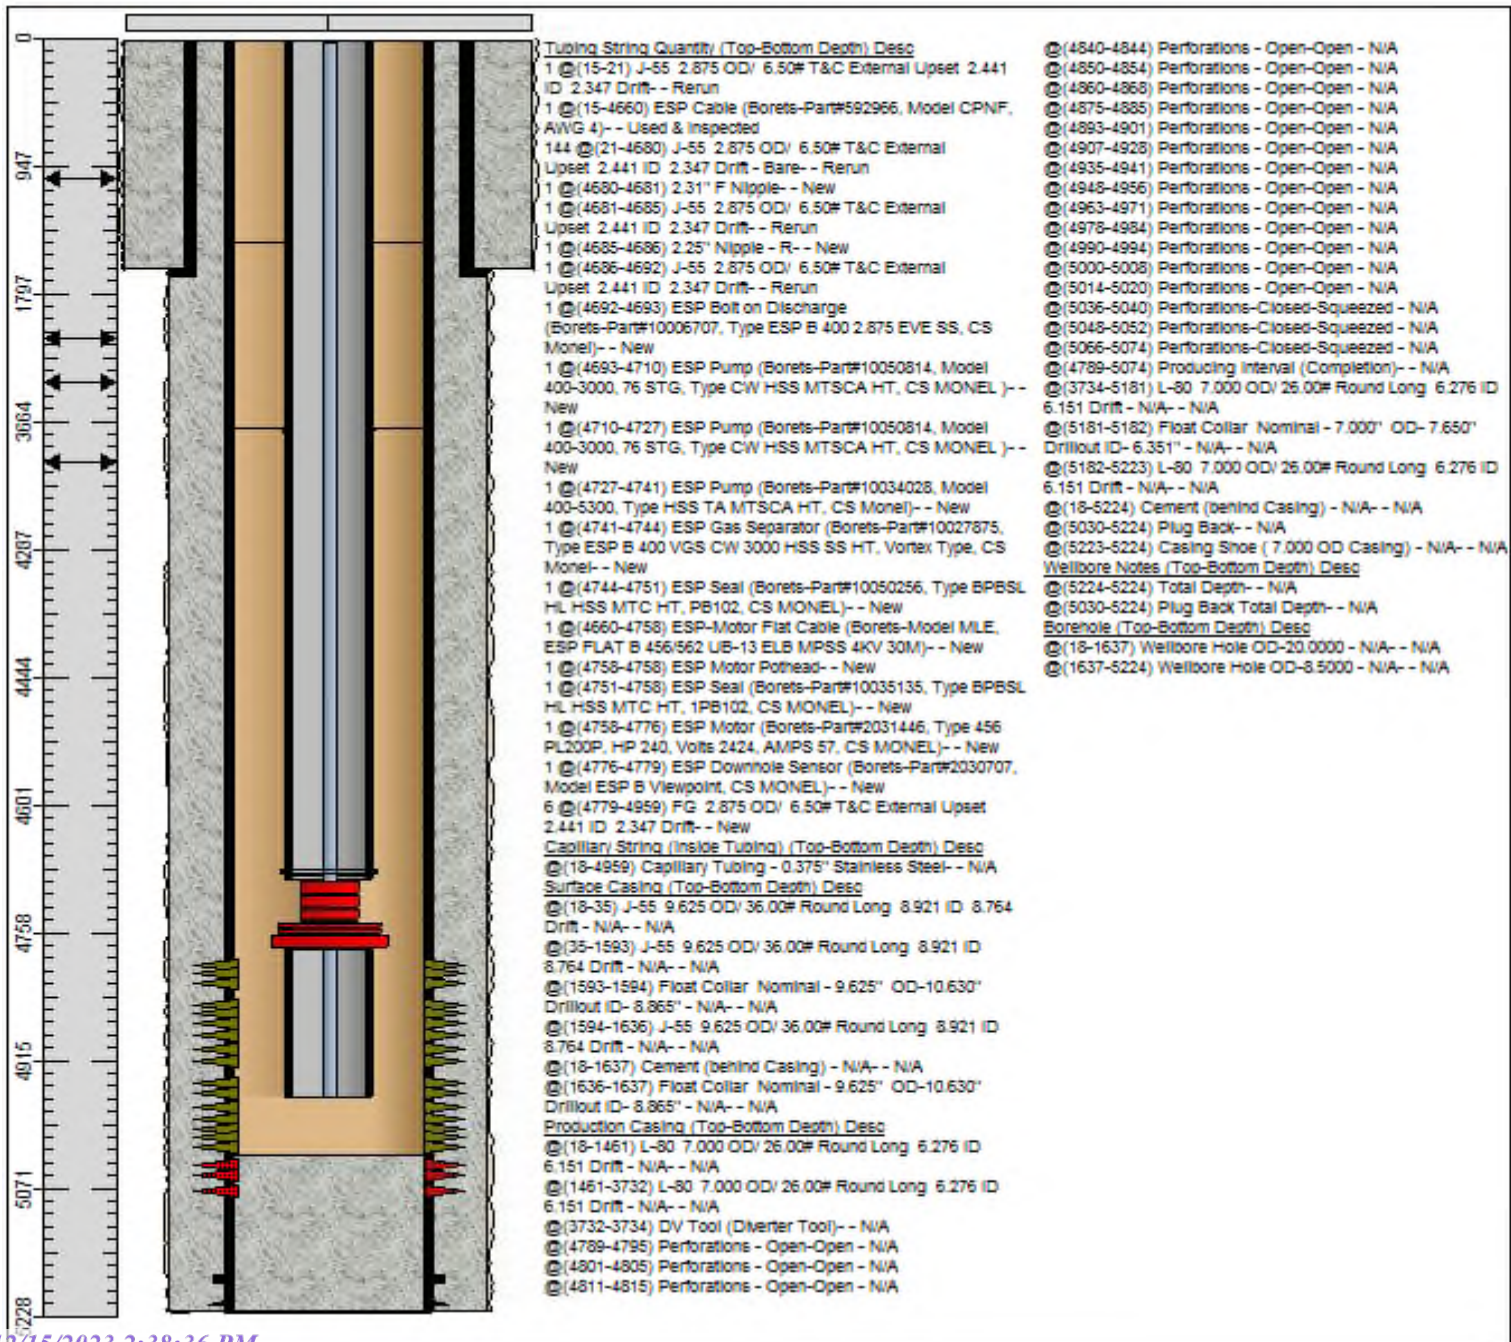 0
947
1797
3664
4287
4444
4601
4758
4915
5071
5228
Tubing String Quantity (Top-Bottom Depth) Desc
1 @(15-21) J-55 2.875 OD/ 6.50# T&C External Upset 2.441
ID 2.347 Drift- - Rerun
1 @(15-4660) ESP Cable (Borets-Part#592966, Model CPNF,
AWG 4)- - Used & Inspected
144 @(21-4680) J-55 2.875 OD/ 6.50# T&C External
Upset 2.441 ID 2.347 Drift - Bare- - Rerun
1 @(4680-4681) 2.31" F Nipple- - New
1 @(4681-4685) J-55 2.875 OD/ 6.50# T&C External
Upset 2.441 ID 2.347 Drift- - Rerun
1 @(4685-4686) 2.25" Nipple - R- - New
1 @(4686-4692) J-55 2.875 OD/ 6.50# T&C External
Upset 2.441 ID 2.347 Drift- - Rerun
1 @(4692-4693) ESP Bolt on Discharge
(Borets-Part#10006707, Type ESP B 400 2.875 EVE SS, CS
Monel)- - New
1 @(4693-4710) ESP Pump (Borets-Part#10050814, Model
400-3000, 76 STG, Type CW HSS MTSCA HT, CS MONEL )- -
New
1 @(4710-4727) ESP Pump (Borets-Part#10050814, Model
400-3000, 76 STG, Type CW HSS MTSCA HT, CS MONEL )- -
New
1 @(4727-4741) ESP Pump (Borets-Part#10034028, Model
400-5300, Type HSS TA MTSCA HT, CS Monel)- - New
1 @(4741-4744) ESP Gas Separator (Borets-Part#10027875,
Type ESP B 400 VGS CW 3000 HSS SS HT, Vortex Type, CS
Monel- - New
1 @(4744-4751) ESP Seal (Borets-Part#10050256, Type BPBSL
HL HSS MTC HT, PB102, CS MONEL)- - New
1 @(4660-4758) ESP-Motor Flat Cable (Borets-Model MLE,
ESP FLAT B 456/562 UB-13 ELB MPSS 4KV 30M)- - New
1 @(4758-4758) ESP Motor Pothead- - New
1 @(4751-4758) ESP Seal (Borets-Part#10035135, Type BPBSL
HL HSS MTC HT, 1PB102, CS MONEL)- - New
1 @(4758-4776) ESP Motor (Borets-Part#2031446, Type 456
PL200P, HP 240, Volts 2424, AMPS 57, CS MONEL)- - New
1 @(4776-4779) ESP Downhole Sensor (Borets-Part#2030707,
Model ESP B Viewpoint, CS MONEL)- - New
6 @(4779-4959) FG 2.875 OD/ 6.50# T&C External Upset
2.441 ID 2.347 Drift- - New
Capillary String (Inside Tubing) (Top-Bottom Depth) Desc
@(18-4959) Capillary Tubing - 0.375" Stainless Steel- - N/A
Surface Casing (Top-Bottom Depth) Desc
@(18-35) J-55 9.625 OD/ 36.00# Round Long 8.921 ID 8.764
Drift - N/A- - N/A
@(35-1593) J-55 9.625 OD/ 36.00# Round Long 8.921 ID
8.764 Drift - N/A- - N/A
@(1593-1594) Float Collar Nominal - 9.625" OD-10.630"
Drillout ID- 8.865" - N/A- - N/A
@(1594-1636) J-55 9.625 OD/ 36.00# Round Long 8.921 ID
8.764 Drift - N/A- - N/A
@(18-1637) Cement (behind Casing) - N/A- - N/A
@(1636-1637) Float Collar Nominal - 9.625" OD-10.630"
Drillout ID- 8.865" - N/A- - N/A
Production Casing (Top-Bottom Depth) Desc
@(18-1461) L-80 7.000 OD/ 26.00# Round Long 6.276 ID
6.151 Drift - N/A- - N/A
@(1461-3732) L-80 7.000 OD/ 26.00# Round Long 6.276 ID
6.151 Drift - N/A- - N/A
@(3732-3734) DV Tool (Diverter Tool)- - N/A
@(4789-4795) Perforations - Open-Open - N/A
@(4801-4805) Perforations - Open-Open - N/A
@(4811-4815) Perforations - Open-Open - N/A
@(4840-4844) Perforations - Open-Open - N/A
@(4850-4854) Perforations - Open-Open - N/A
@(4860-4868) Perforations - Open-Open - N/A
@(4875-4885) Perforations - Open-Open - N/A
@(4893-4901) Perforations - Open-Open - N/A
@(4907-4928) Perforations - Open-Open - N/A
@(4935-4941) Perforations - Open-Open - N/A
@(4948-4956) Perforations - Open-Open - N/A
@(4963-4971) Perforations - Open-Open - N/A
@(4978-4984) Perforations - Open-Open - N/A
@(4990-4994) Perforations - Open-Open - N/A
@(5000-5008) Perforations - Open-Open - N/A
@(5014-5020) Perforations - Open-Open - N/A
@(5036-5040) Perforations-Closed-Squeezed - N/A
@(5048-5052) Perforations-Closed-Squeezed - N/A
@(5066-5074) Perforations-Closed-Squeezed - N/A
@(4789-5074) Producing Interval (Completion)- - N/A
@(3734-5181) L-80 7.000 OD/ 26.00# Round Long 6.276 ID
6.151 Drift - N/A- - N/A
@(5181-5182) Float Collar Nominal - 7.000" OD- 7.650"
Drillout ID- 6.351" - N/A- - N/A
@(5182-5223) L-80 7.000 OD/ 26.00# Round Long 6.276 ID
6.151 Drift - N/A- - N/A
@(18-5224) Cement (behind Casing) - N/A- - N/A
@(5030-5224) Plug Back- - N/A
@(5223-5224) Casing Shoe ( 7.000 OD Casing) - N/A- - N/A
Wellbore Notes (Top-Bottom Depth) Desc
@(5224-5224) Total Depth- - N/A
@(5030-5224) Plug Back Total Depth- - N/A
Borehole (Top-Bottom Depth) Desc
@(18-1637) Wellbore Hole OD-20.0000 - N/A- - N/A
@(1637-5224) Wellbore Hole OD-8.5000 - N/A- - N/A